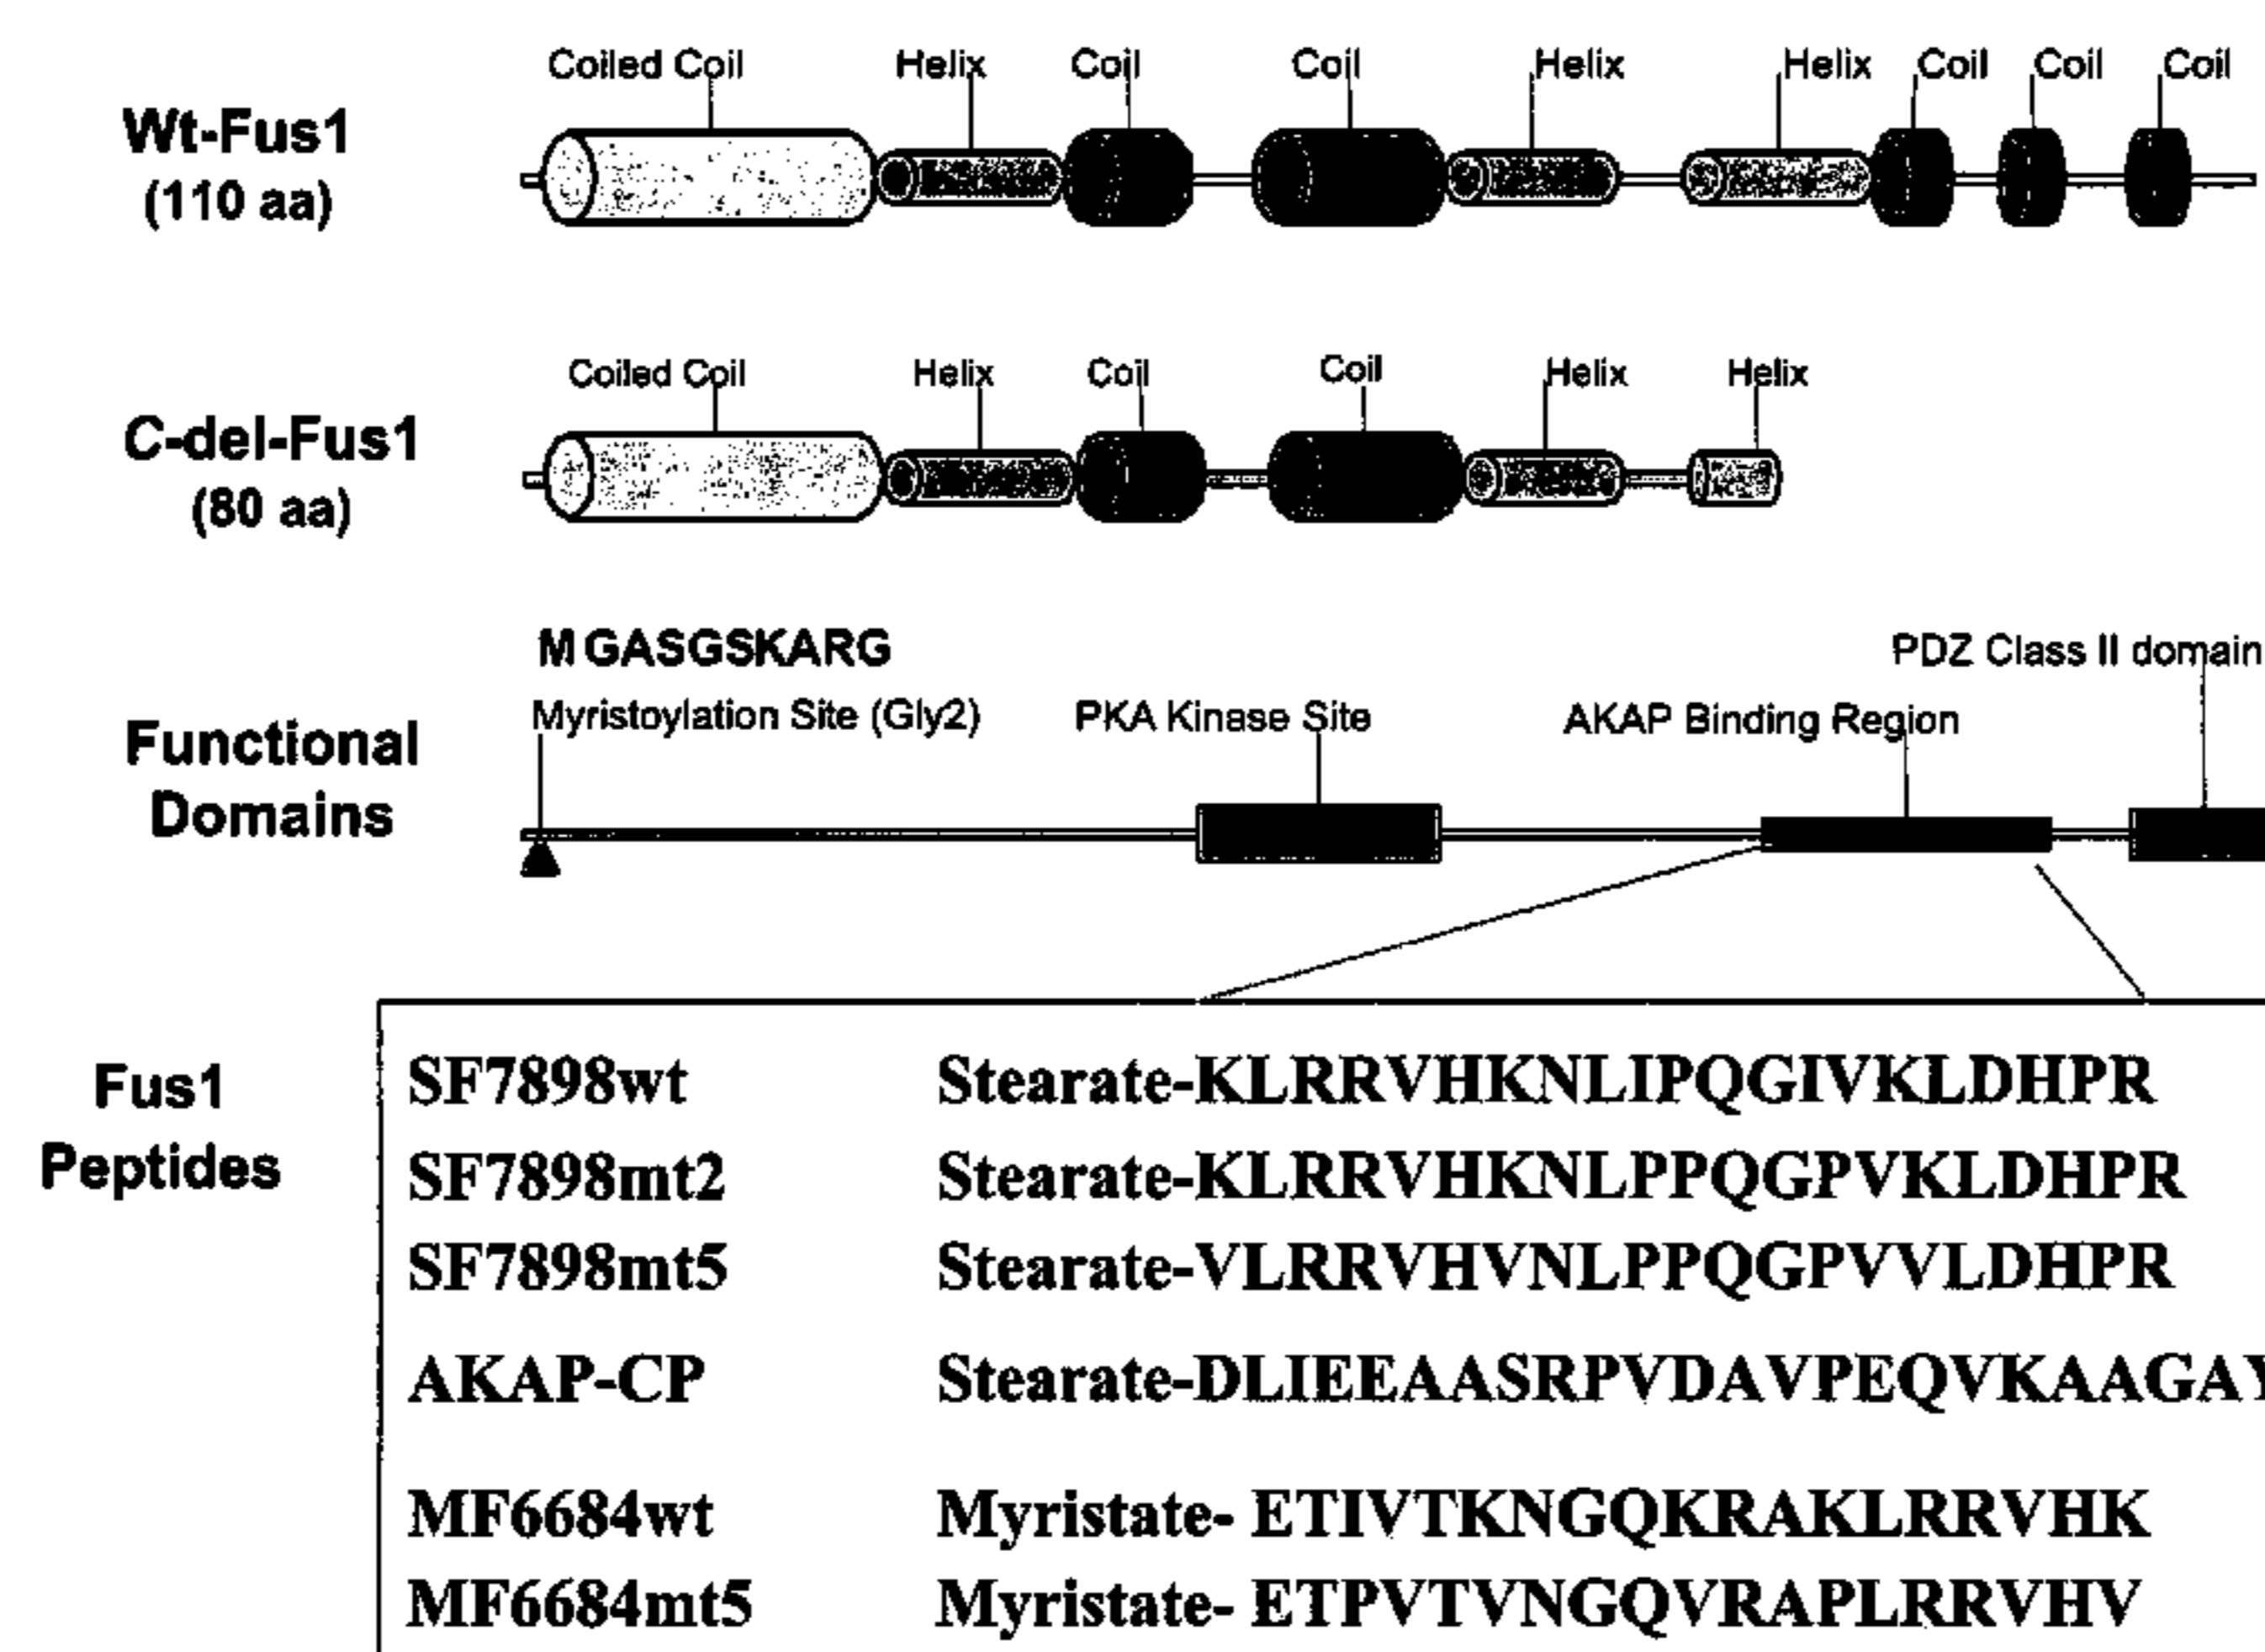 Coiled Coil Helix Coil Coil Helix Helix Coil Coil Coil
Wt-Fus1
(110 aa)
Coiled Coil Helix Coil Coil Helix Helix
C-del-Fus1
(80 aa)
MGASGSKARG
PDZ Class II domain
Myristoylation Site (Gly2) PKA Kinase Site AKAP Binding Region
Functional
Domains
Fus1
Peptides
SF7898wt Stearate-KLRRVHKNLIPQGIVKLDHPR
SF7898mt2 Stearate-KLRRVHKNLPPQGPVKLDHPR
SF7898mt5 Stearate-VLRRVHVNLPPQGPVVLDHPR
AKAP-CP Stearate-DLIEEAASRPVDAVPEQVKAAGAY
MF6684wt Myristate- ETIVTKNGQKRAKLRRVHK
MF6684mt5 Myristate- ETPVTVNGQVRAPLRRVHV